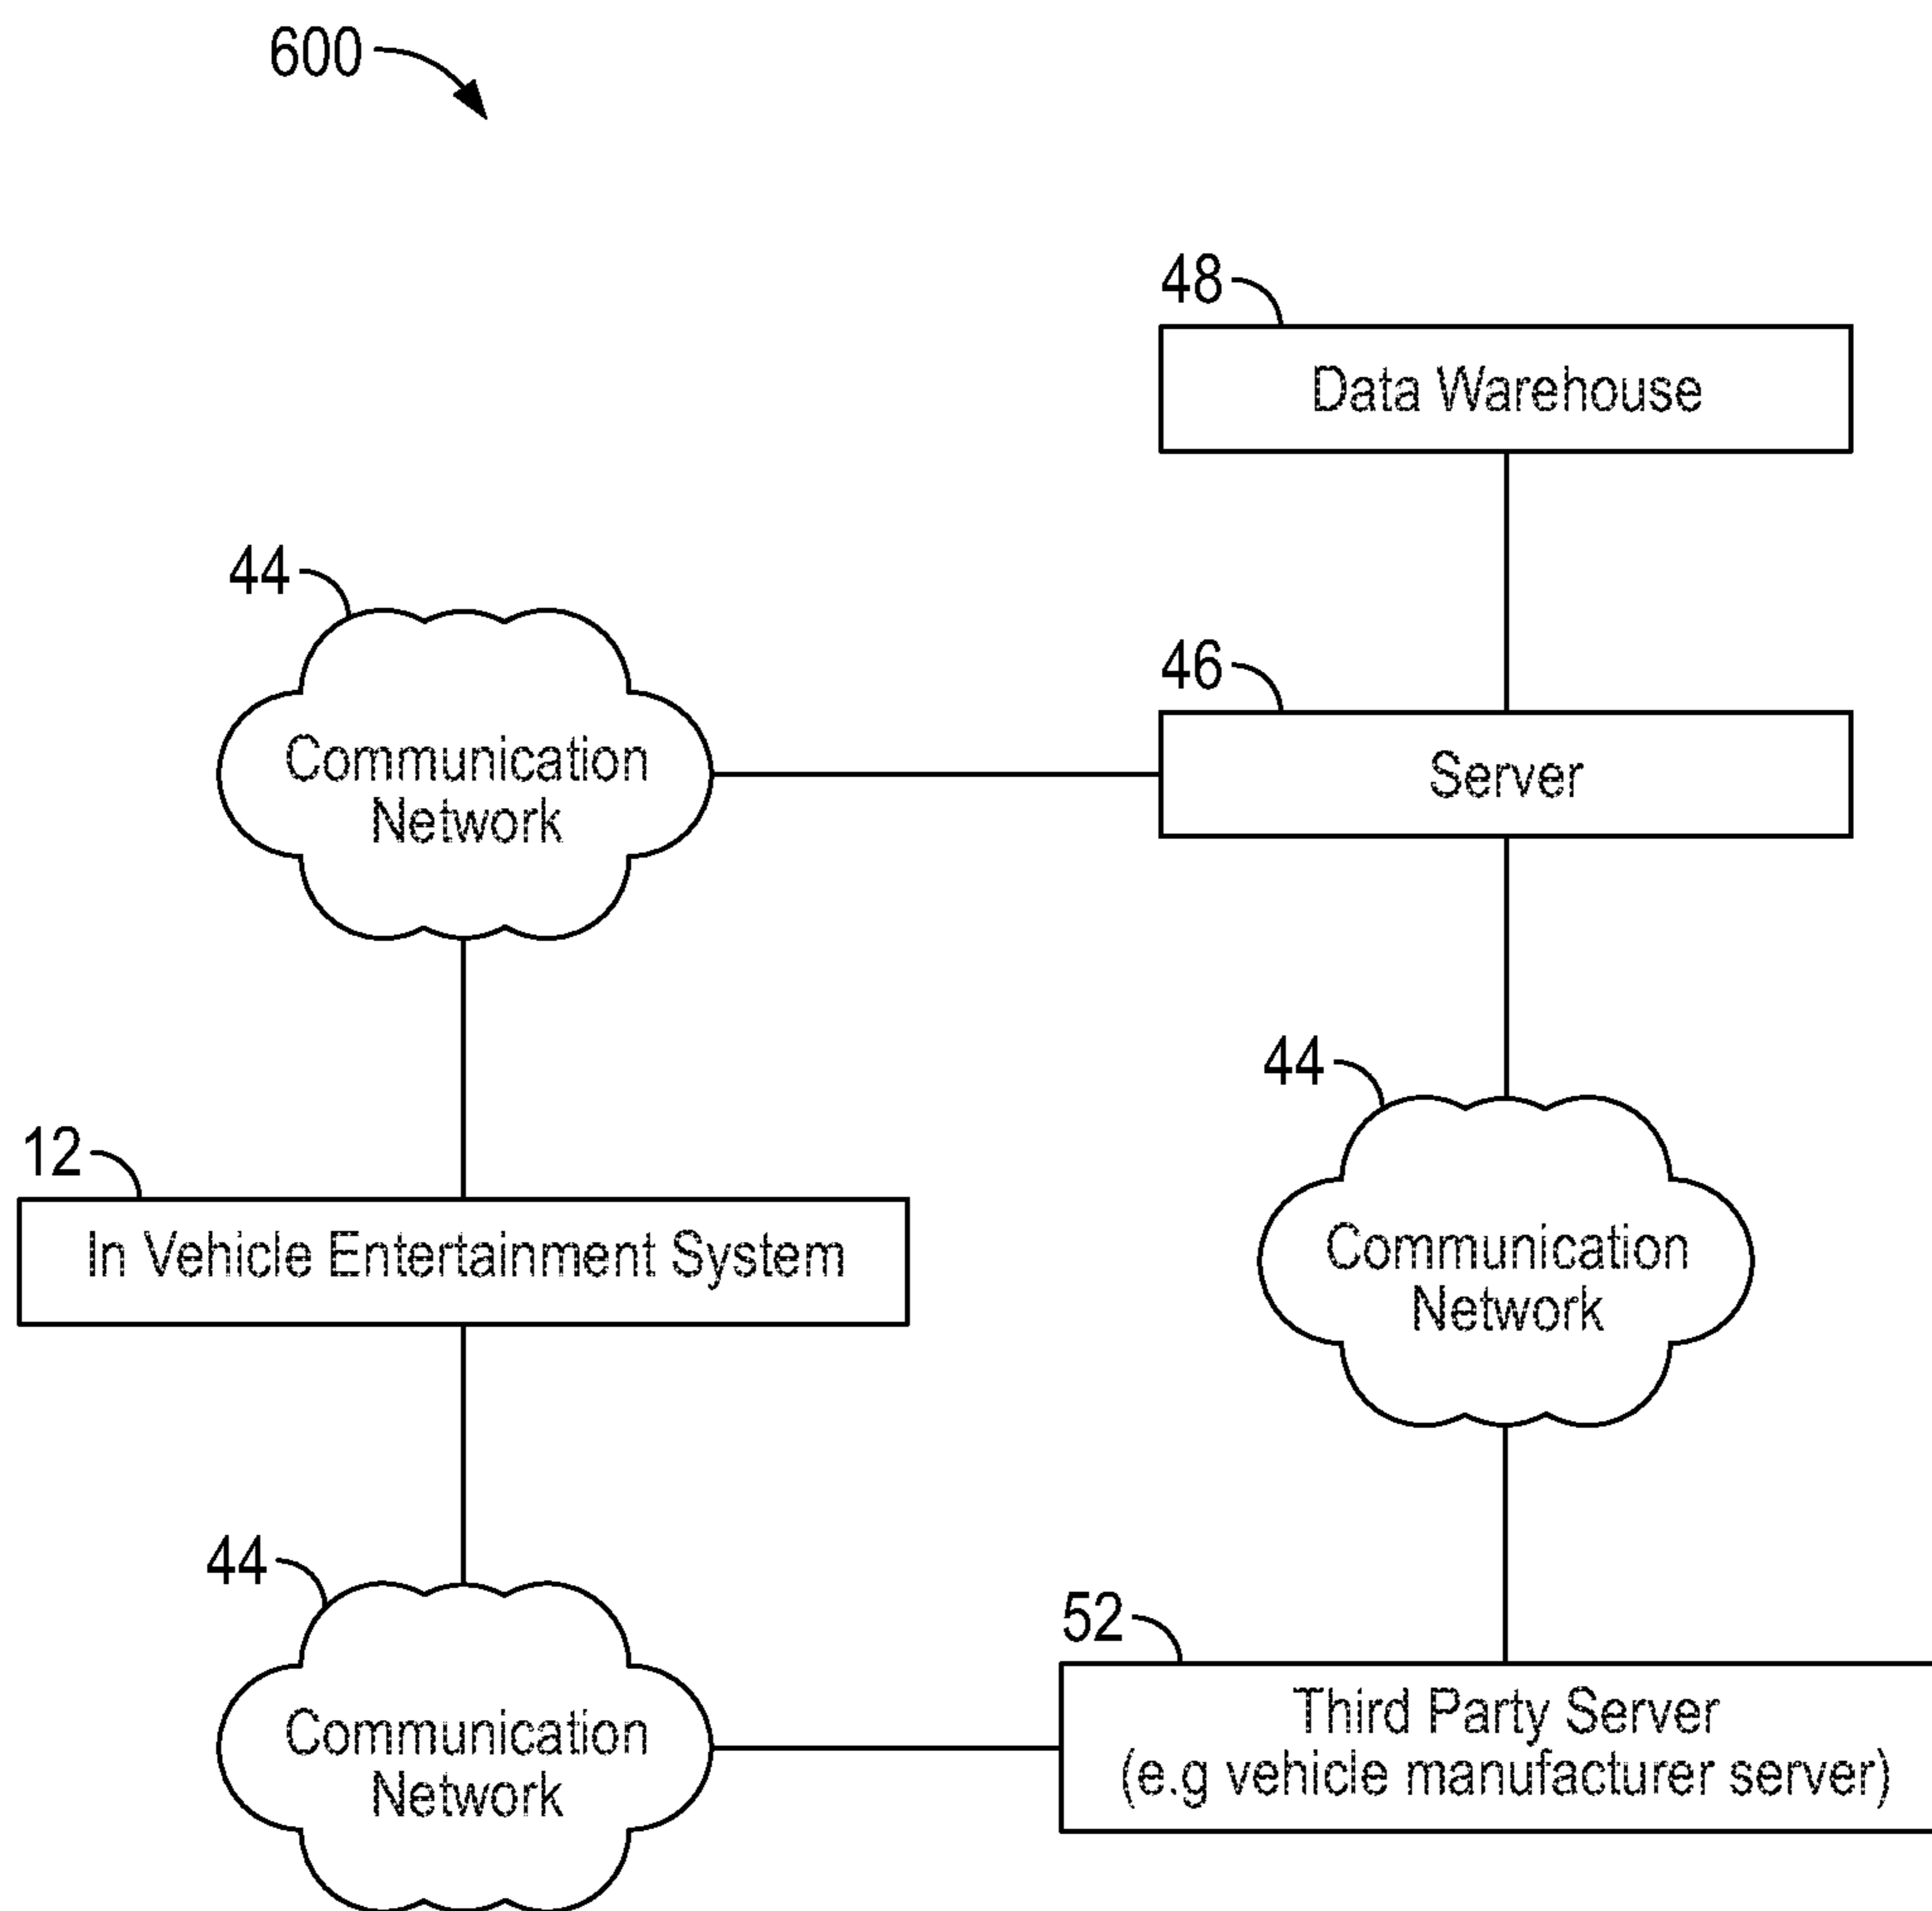 600
48
Data Warehouse
44
Communication
Network
46
Server
44
Communication
Network
12
In Vehicle Entertainment System
44
Communication
Network
52
Third Party Server
(e.g vehicle manufacturer server)